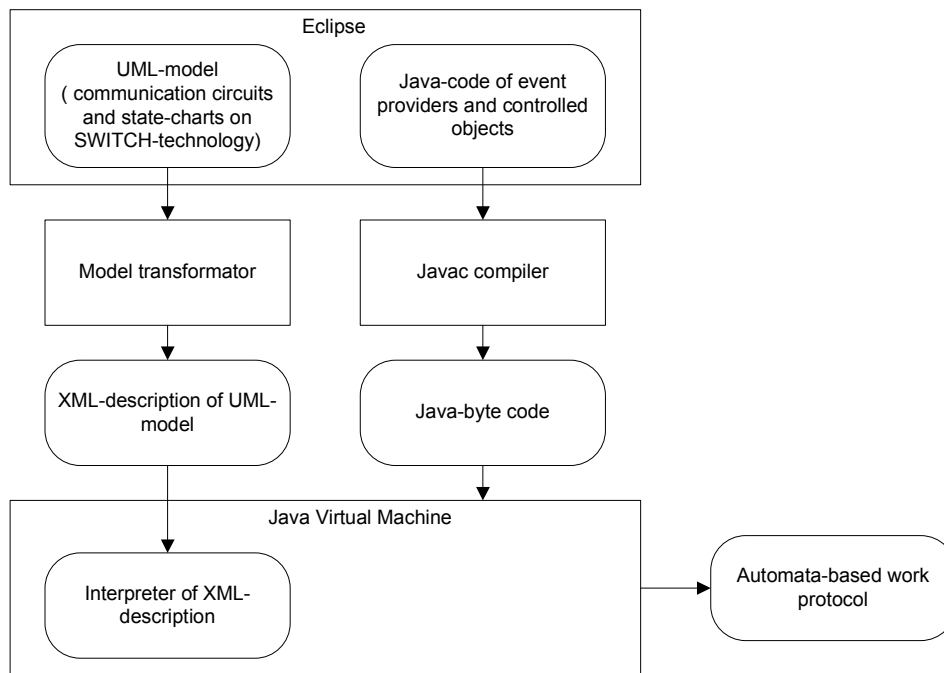 Eclipse
UML-model
( communication circuits
and state-charts on
SWITCH-technology)
Java-code of event
providers and controlled
objects
Model transformator
Javac compiler
XML-description of UML-
model
Java-byte code
Java Virtual Machine
Interpreter of XML-
description
Automata-based work
protocol